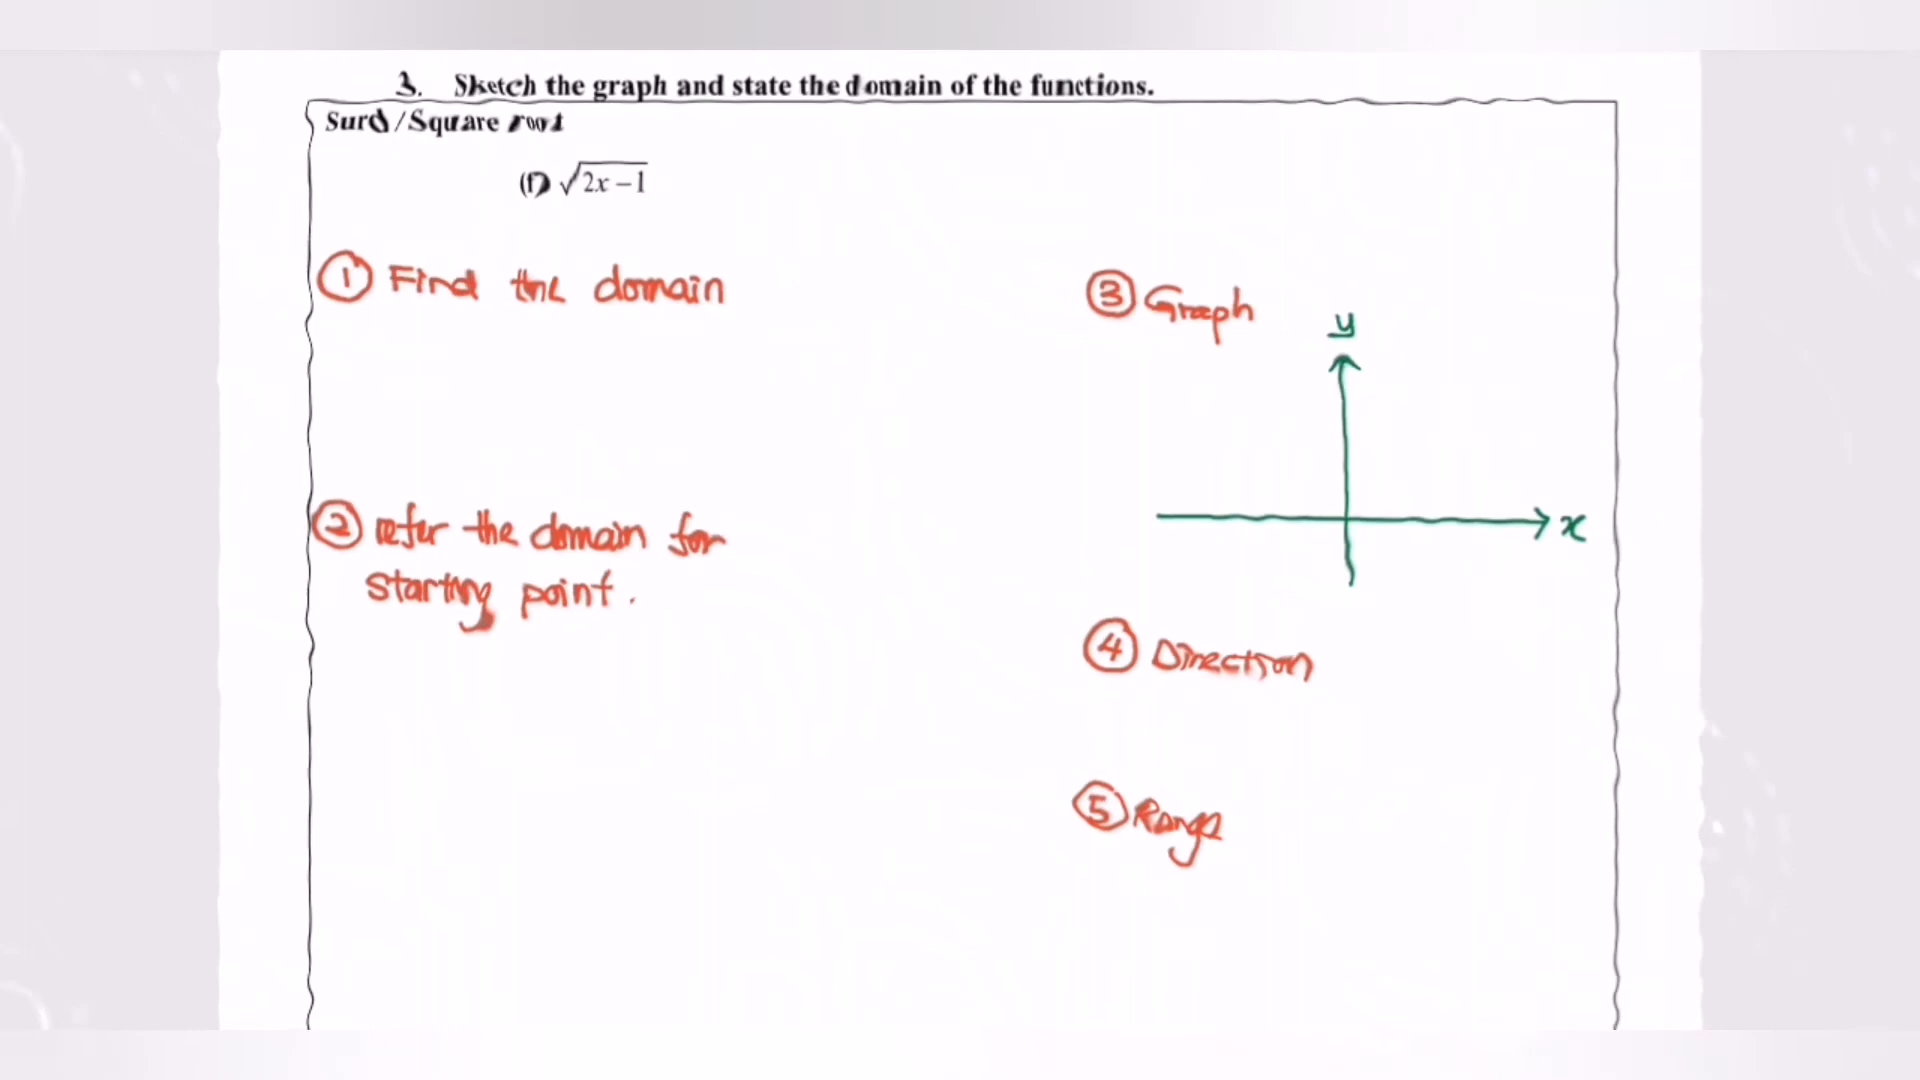 3. Sketch the graph and state the domain of the functions.
Surd/Square root
(f) √2x−1
① Find the domain
② refer the domain for
starting point.
③ Graph
y
x
④ Direction
⑤ Range